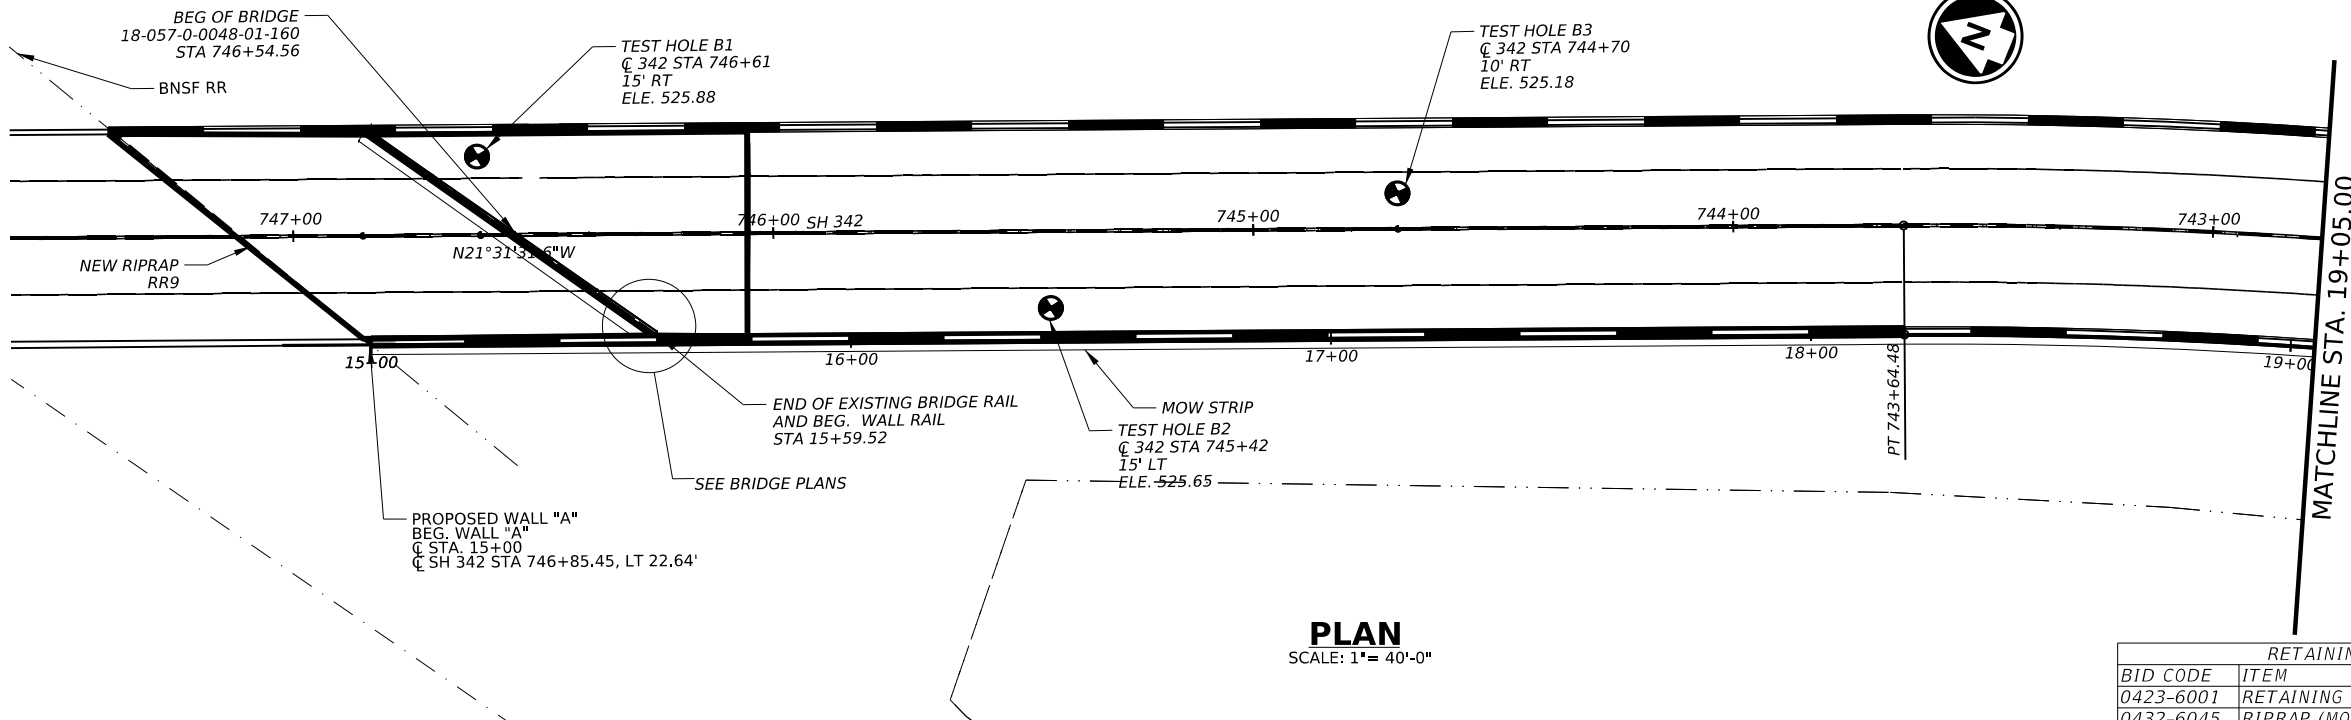 BEG OF BRIDGE
18-057-0-0048-01-160
STA 746+54.56
BNSF RR
TEST HOLE B1
℄ 342 STA 746+61
15' RT
ELE. 525.88
TEST HOLE B3
℄ 342 STA 744+70
10' RT
ELE. 525.18
N
747+00
746+00
SH 342
745+00
744+00
743+00
N21°31'31.6"W
NEW RIPRAP
RR9
15+00
16+00
17+00
18+00
19+00
MATCHLINE STA. 19+05.00
PT 743+64.48
END OF EXISTING BRIDGE RAIL
AND BEG. WALL RAIL
STA 15+59.52
MOW STRIP
TEST HOLE B2
℄ 342 STA 745+42
15' LT
ELE. 525.65
SEE BRIDGE PLANS
PROPOSED WALL "A"
BEG. WALL "A"
℄ STA. 15+00
℄ SH 342 STA 746+85.45, LT 22.64'
PLAN
SCALE: 1"= 40'-0"
BID CODE ITEM
0423-6001 RETAINING
0432-6045 RIPRAP